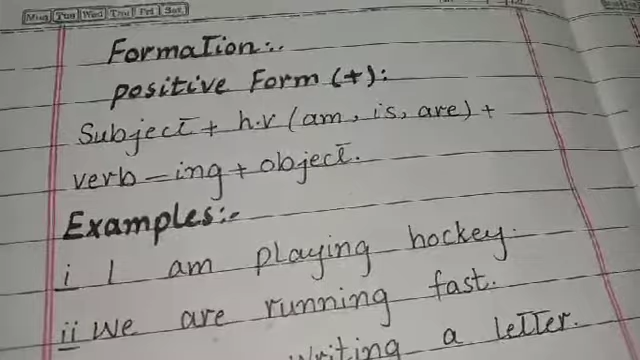 Mon Tue Wed Thu Fri Sat
Formation:.
positive Form (+):
Subject + h.v (am, is, are) +
verb - ing + object.
Examples:-
i I am playing hockey.
ii We are running fast.
writing a letter.